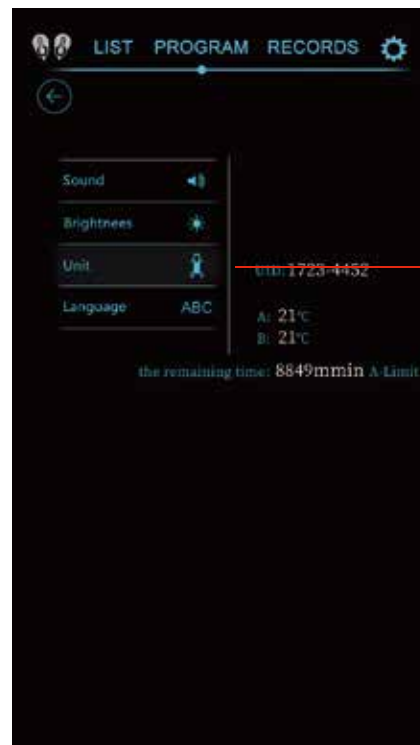 LIST PROGRAM RECORDS
Sound
Brightnees
Unit
Language ABC
UID: 1723-4452
A: 21°C
B: 21°C
the remaining time: 8849mmin A-Limit